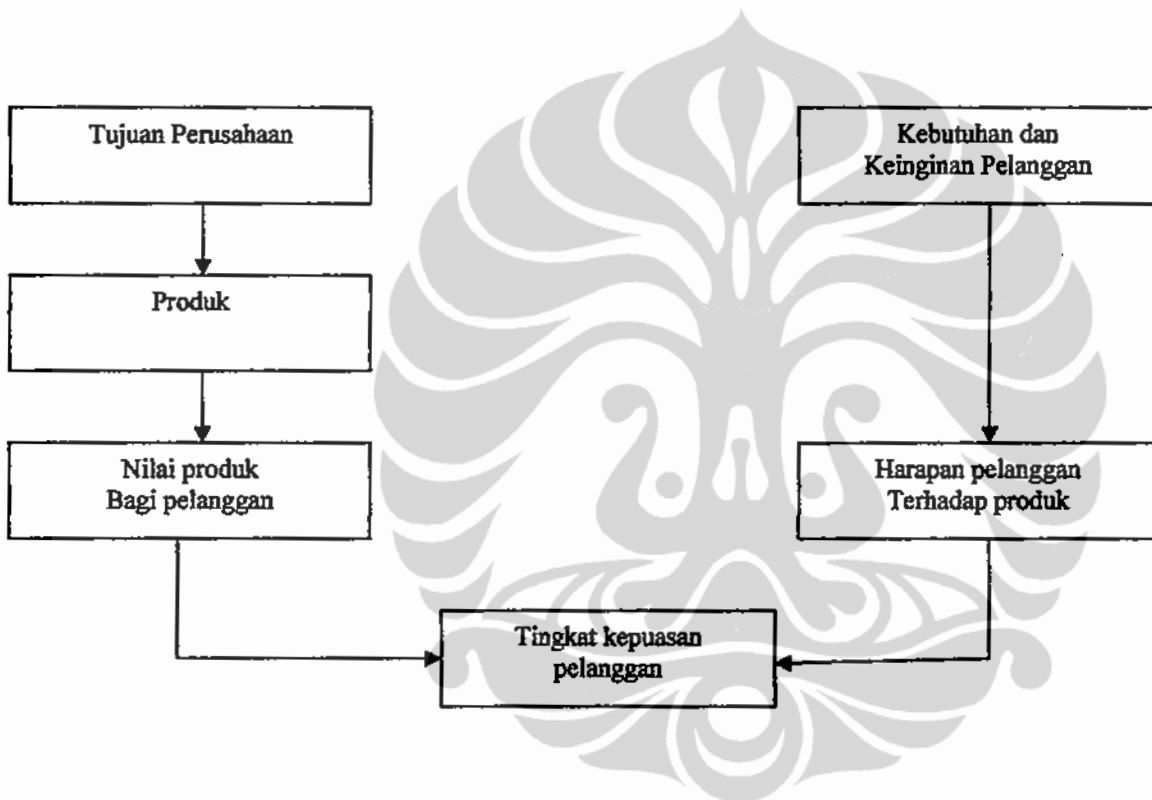 Tujuan Perusahaan
Kebutuhan dan
Keinginan Pelanggan
Produk
Nilai produk
Bagi pelanggan
Harapan pelanggan
Terhadap produk
Tingkat kepuasan
pelanggan